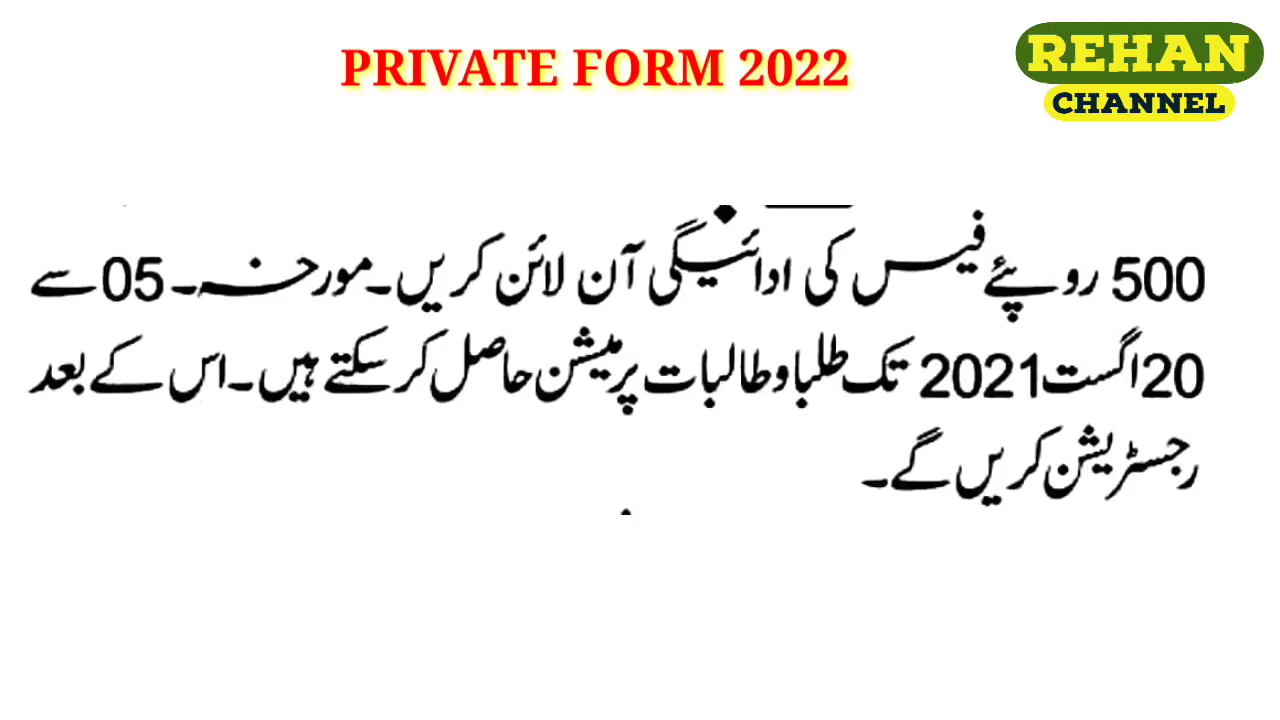 PRIVATE FORM 2022
REHAN
CHANNEL
500 روپئے فیس کی ادائیگی آن لائن کریں۔ مورخہ۔ 05 سے
20 اگست 2021 تک طلبا و طالبات پرمیشن حاصل کر سکتے ہیں۔ اس کے بعد
رجسٹریشن کریں گے۔